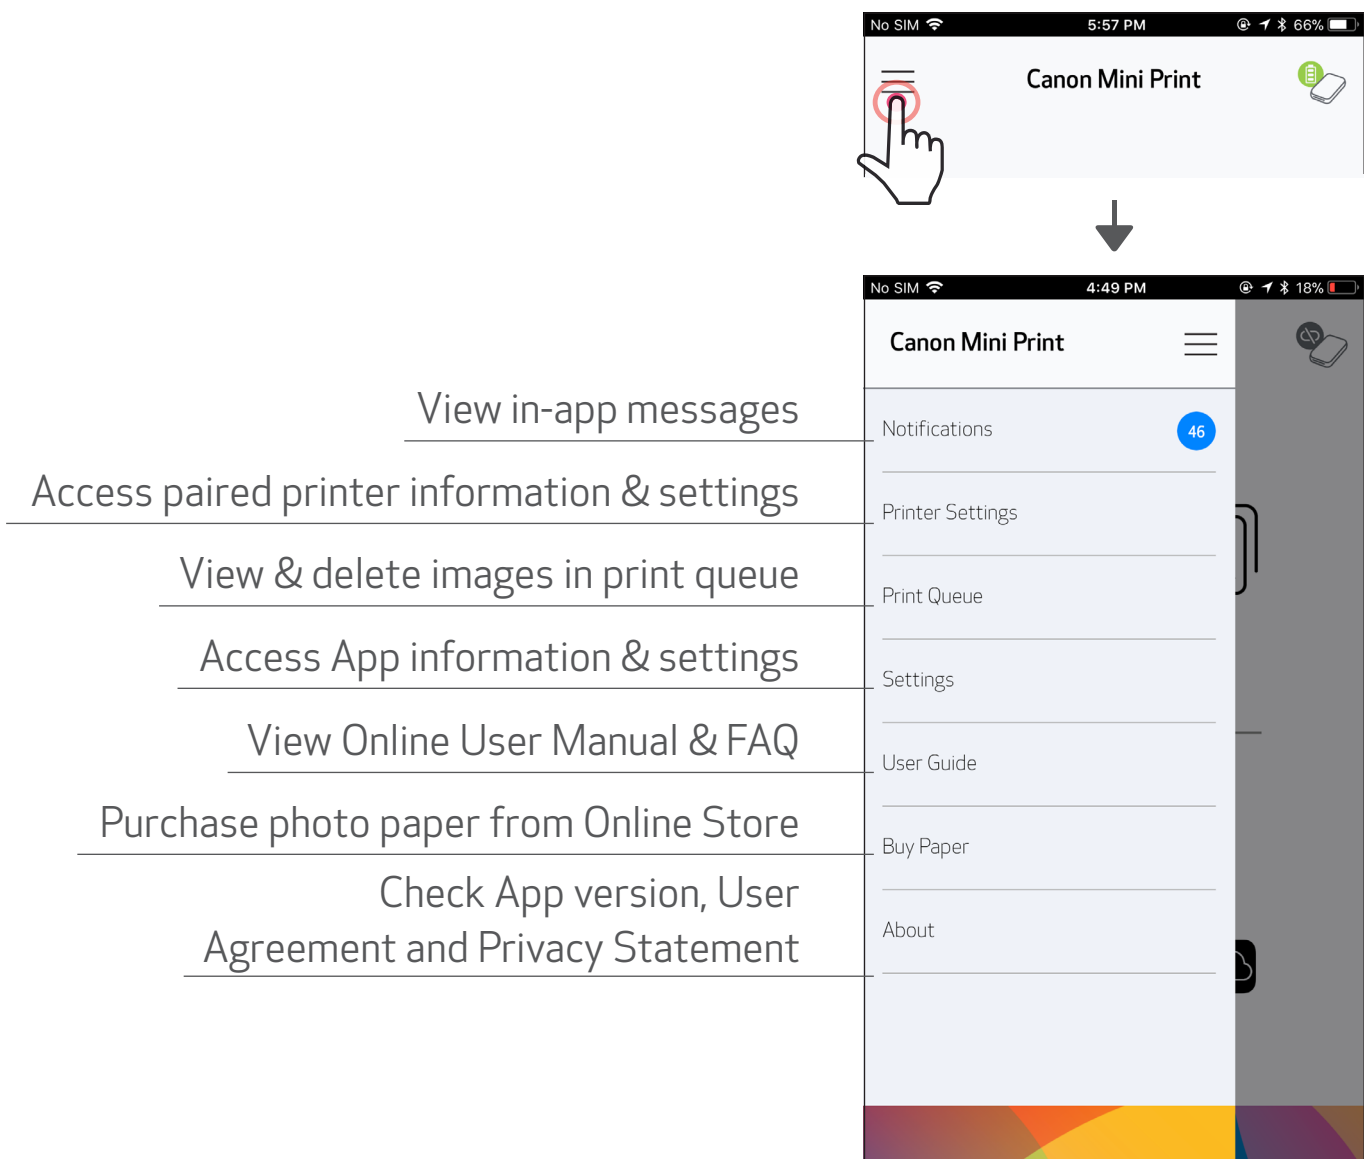 No SIM 5:57 PM 66%
Canon Mini Print
No SIM 4:49 PM 18%
Canon Mini Print
View in-app messages
Notifications 46
Access paired printer information & settings
Printer Settings
View & delete images in print queue
Print Queue
Access App information & settings
Settings
View Online User Manual & FAQ
User Guide
Purchase photo paper from Online Store
Buy Paper
Check App version, User
Agreement and Privacy Statement
About